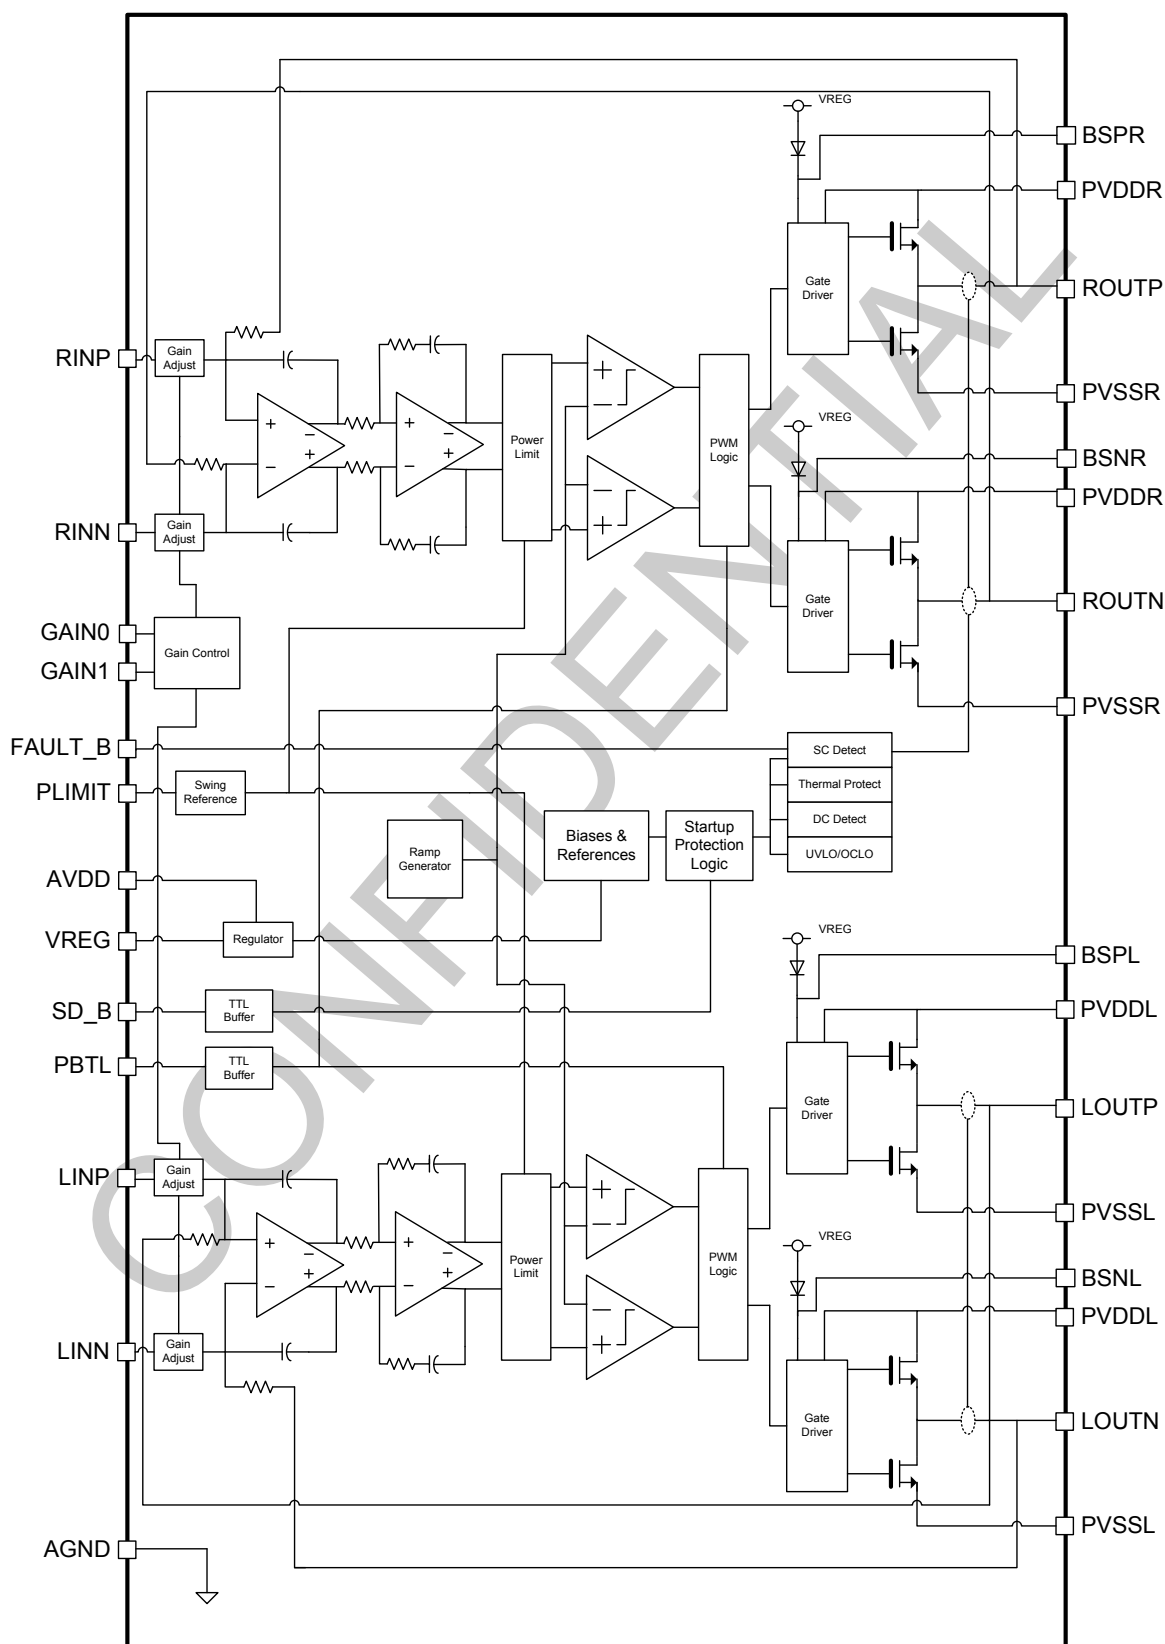 VREG
BSPR
PVDDR
Gate
Driver
ROUTP
RINP
Gain
Adjust
+
−
−
+
+
−
−
+
Power
Limit
+
−
−
+
PWM
Logic
PVSSR
VREG
BSNR
PVDDR
RINN
Gain
Adjust
Gate
Driver
ROUTN
GAIN0
GAIN1
Gain Control
PVSSR
FAULT_B
SC Detect
PLIMIT
Swing
Reference
Thermal Protect
DC Detect
UVLO/OCLO
Ramp
Generator
Biases &
References
Startup
Protection
Logic
AVDD
VREG
Regulator
VREG
BSPL
SD_B
TTL
Buffer
PVDDL
PBTL
TTL
Buffer
Gate
Driver
LOUTP
LINP
Gain
Adjust
+
−
−
+
+
−
−
+
Power
Limit
+
−
−
+
PWM
Logic
PVSSL
VREG
BSNL
PVDDL
LINN
Gain
Adjust
Gate
Driver
LOUTN
PVSSL
AGND
CONFIDENTIAL